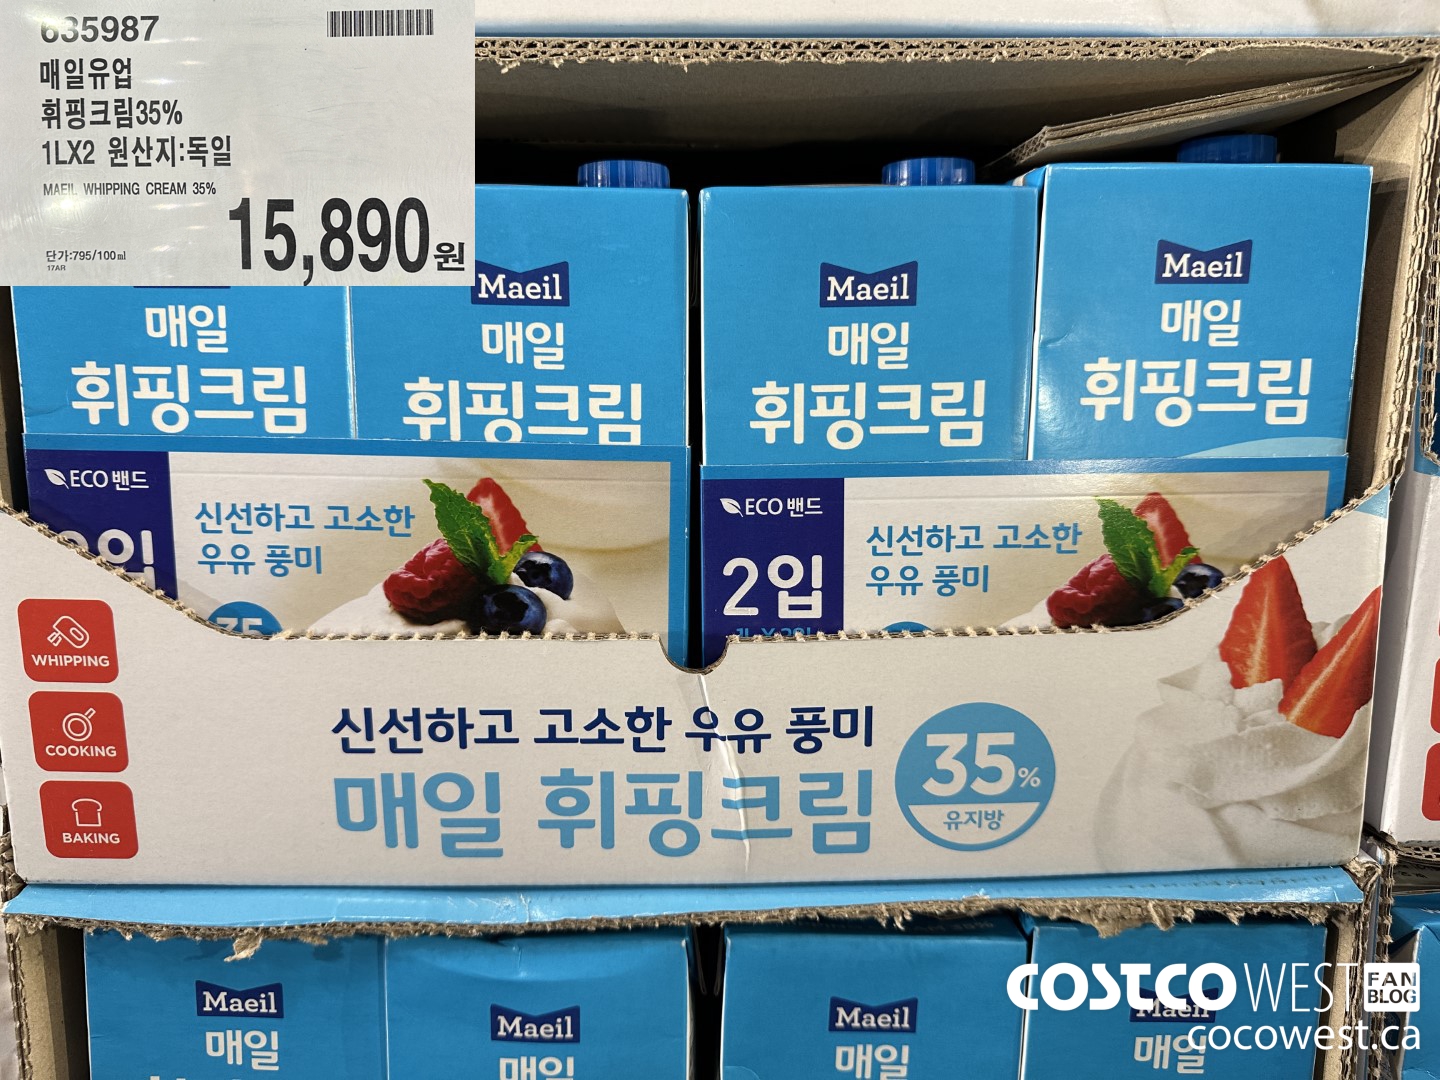 635987
매일유업
휘핑크림35%
1LX2 원산지:독일
MAEIL WHIPPING CREAM 35%
15,890원
단가:795/100ml
17AR
Maeil
매일
휘핑크림
Maeil
매일
휘핑크림
Maeil
매일
휘핑크림
매일
휘핑크림
ECO 밴드
신선하고 고소한
우유 풍미
35
ECO 밴드
2입
신선하고 고소한
우유 풍미
WHIPPING
COOKING
BAKING
신선하고 고소한 우유 풍미
매일 휘핑크림
35%
유지방
Maeil
매일
Maeil
매일
Maeil
매일
Maeil
매일
COSTCO WEST FAN BLOG
cocowest.ca